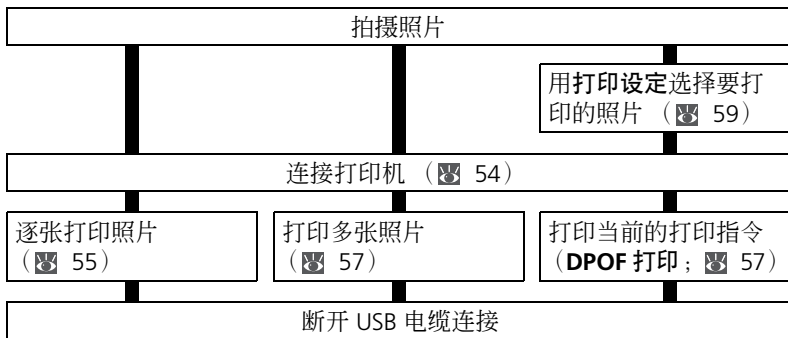 拍摄照片
用打印设定选择要打
印的照片 （ 59）
连接打印机 （ 54）
逐张打印照片
（ 55）
打印多张照片
（ 57）
打印当前的打印指令
（DPOF 打印； 57）
断开 USB 电缆连接